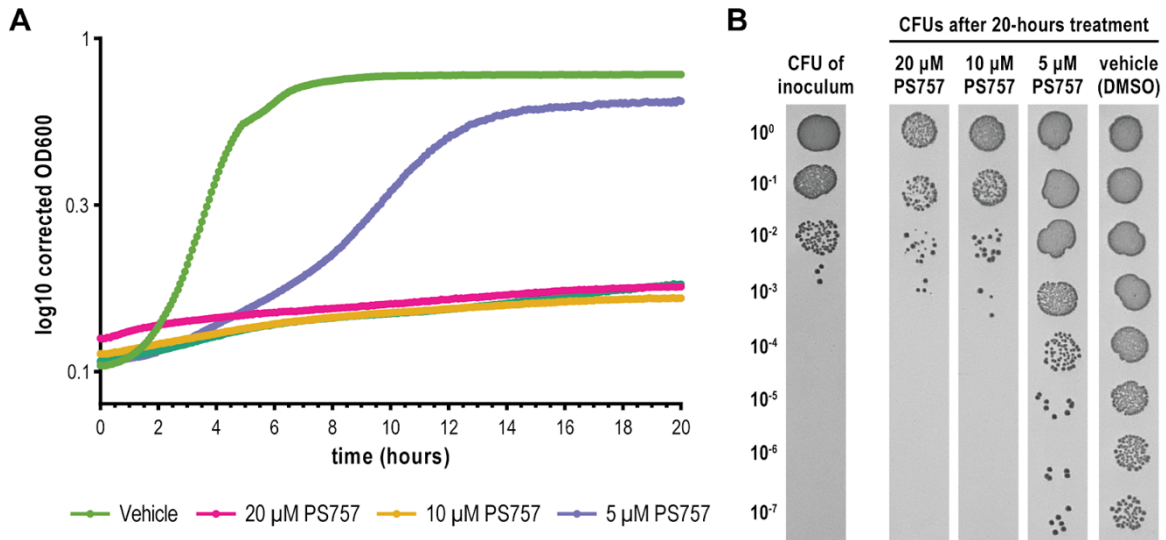 A
log10 corrected OD600
1
0.3
0.1
0 2 4 6 8 10 12 14 16 18 20
time (hours)
Vehicle 20 µM PS757 10 µM PS757 5 µM PS757
B
CFUs after 20-hours treatment
CFU of
inoculum
20 µM
PS757
10 µM
PS757
5 µM
PS757
vehicle
(DMSO)
10⁰
10⁻¹
10⁻²
10⁻³
10⁻⁴
10⁻⁵
10⁻⁶
10⁻⁷